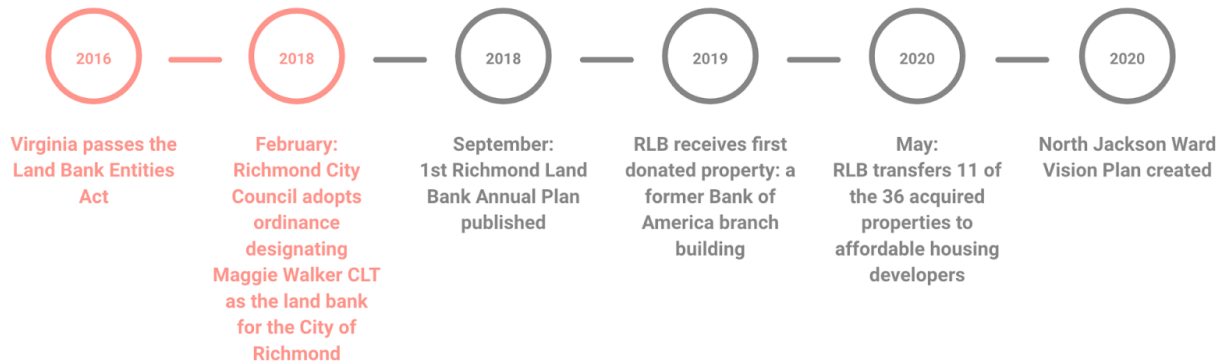 2016
Virginia passes the
Land Bank Entities
Act
2018
February:
Richmond City
Council adopts
ordinance
designating
Maggie Walker CLT
as the land bank
for the City of
Richmond
2018
September:
1st Richmond Land
Bank Annual Plan
published
2019
RLB receives first
donated property: a
former Bank of
America branch
building
2020
May:
RLB transfers 11 of
the 36 acquired
properties to
affordable housing
developers
2020
North Jackson Ward
Vision Plan created